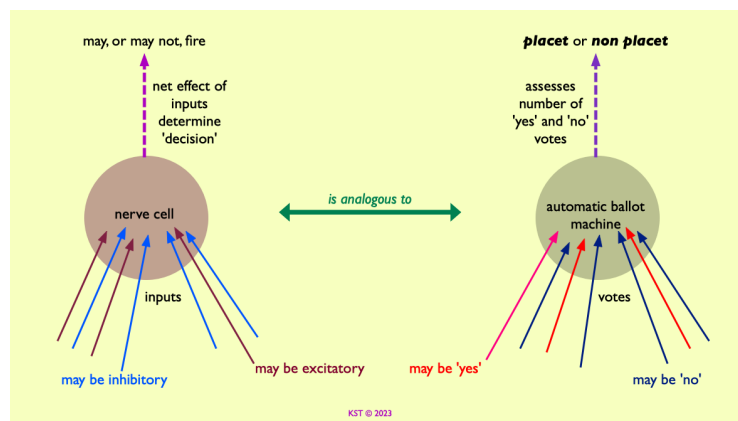 may, or may not, fire
net effect of
inputs
determine
'decision'
nerve cell
inputs
may be inhibitory
may be excitatory
is analogous to
placet or non placet
assesses
number of
'yes' and 'no'
votes
automatic ballot
machine
votes
may be 'yes'
may be 'no'
KST © 2023